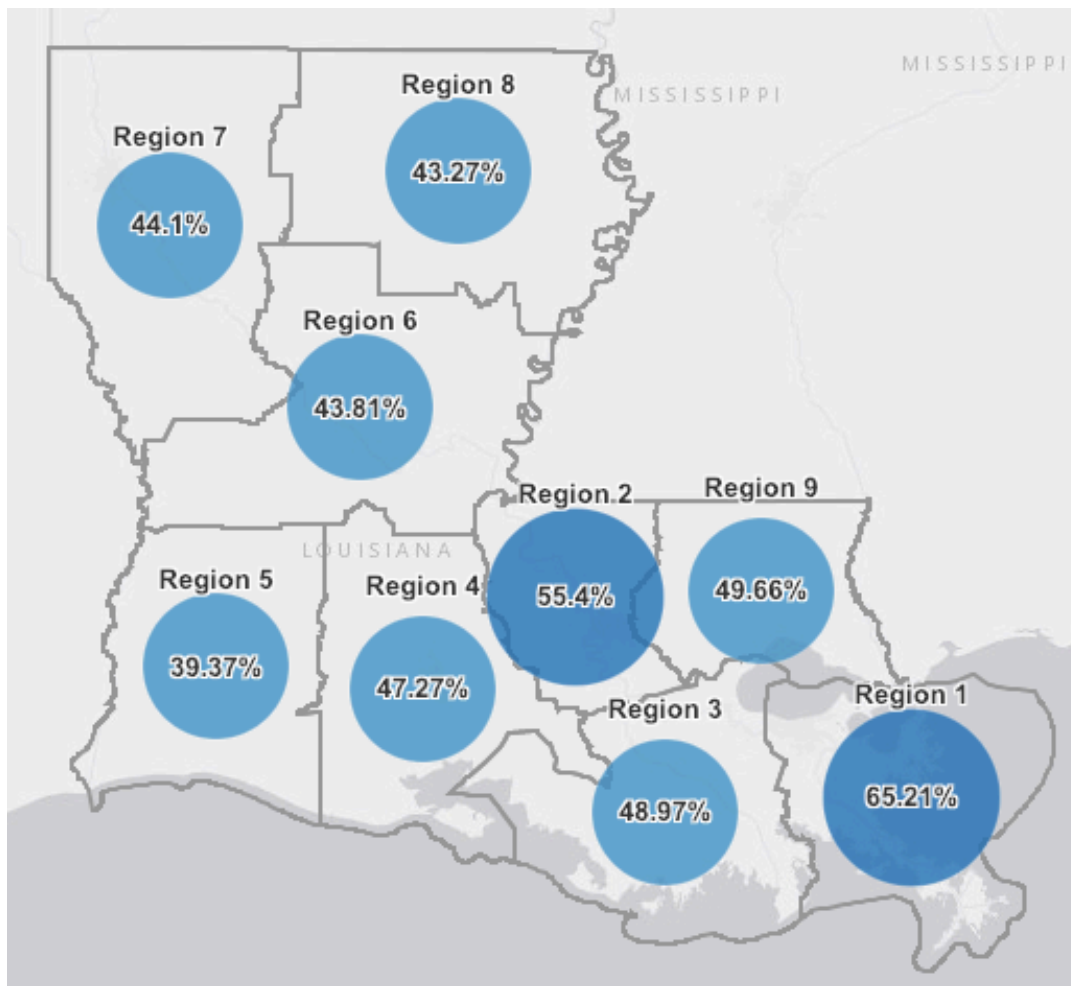 MISSISSIPPI
MISSISSIPPI
Region 8
43.27%
Region 7
44.1%
Region 6
43.81%
Region 2
55.4%
Region 9
49.66%
LOUISIANA
Region 5
39.37%
Region 4
47.27%
Region 3
48.97%
Region 1
65.21%